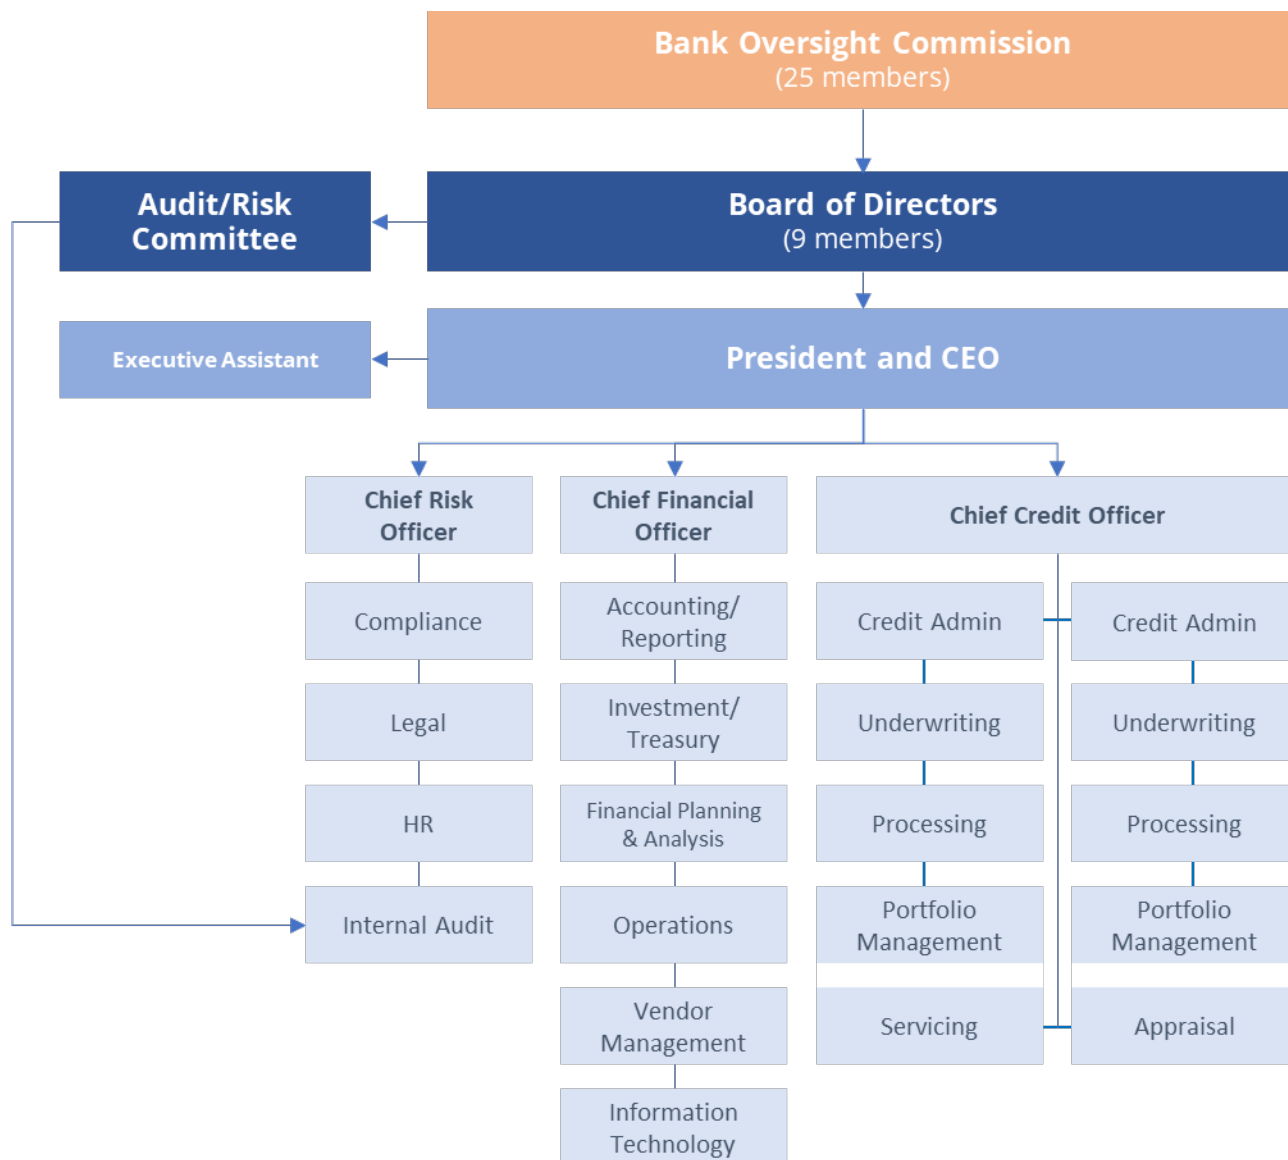 Bank Oversight Commission
(25 members)
Audit/Risk
Committee
Board of Directors
(9 members)
Executive Assistant
President and CEO
Chief Risk
Officer
Chief Financial
Officer
Chief Credit Officer
Compliance
Accounting/
Reporting
Credit Admin
Credit Admin
Legal
Investment/
Treasury
Underwriting
Underwriting
HR
Financial Planning
& Analysis
Processing
Processing
Internal Audit
Operations
Portfolio
Management
Portfolio
Management
Vendor
Management
Servicing
Appraisal
Information
Technology